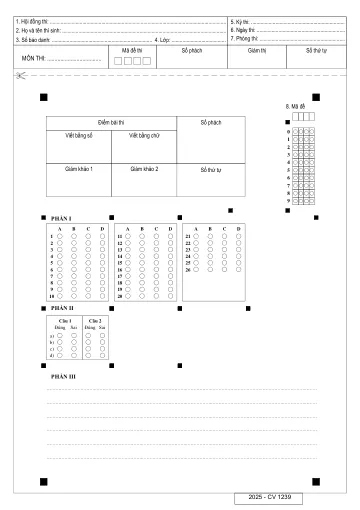 1. Hội đồng thi: 5. Kỳ thi:
2. Họ và tên thí sinh: 6. Ngày thi:
3. Số báo danh: 4. Lớp: 7. Phòng thi:
MÔN THI: Mã đề thi Số phách Giám thị Số thứ tự
8. Mã đề
Điểm bài thi Số phách
Viết bằng số Viết bằng chữ
Giám khảo 1 Giám khảo 2 Số thứ tự
0
1
2
3
4
5
6
7
8
9
PHẦN I
A B C D A B C D A B C D
1 11 21
2 12 22
3 13 23
4 14 24
5 15 25
6 16 26
7 17
8 18
9 19
10 20
PHẦN II
Câu 1 Câu 2
Đúng Sai Đúng Sai
a)
b)
c)
d)
PHẦN III
2025 - CV 1239